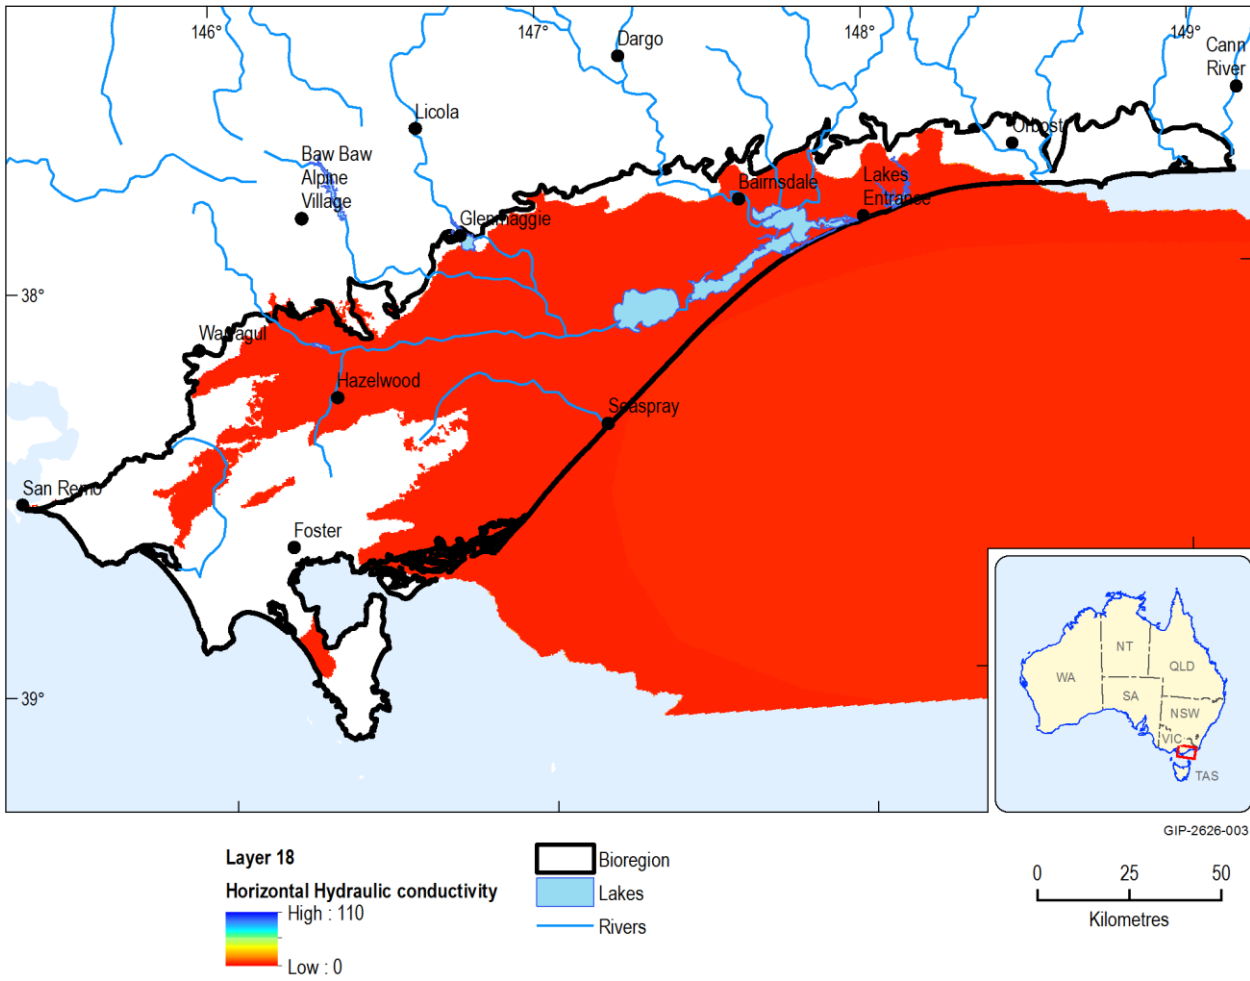 146°
147°
148°
149°
Dargo
Cann
River
Licola
Orbost
Baw Baw
Alpine
Village
Lakes
Entrance
Bairnsdale
Glenmaggie
38°
Warragul
Hazelwood
Seaspray
San Remo
Foster
39°
NT
QLD
WA
SA
NSW
VIC
TAS
GIP-2626-003
Layer 18
Horizontal Hydraulic conductivity
High : 110
Low : 0
Bioregion
Lakes
Rivers
0 25 50
Kilometres